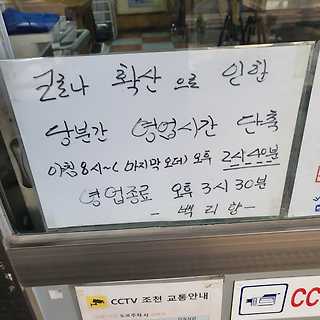 코로나 확산으로 인함
당분간 영업시간 단축
아침 8시~(마지막 오더) 오후 2시40분
영업종료 오후 3시 30분
- 백리향 -
CCTV 조천 교통안내
CC